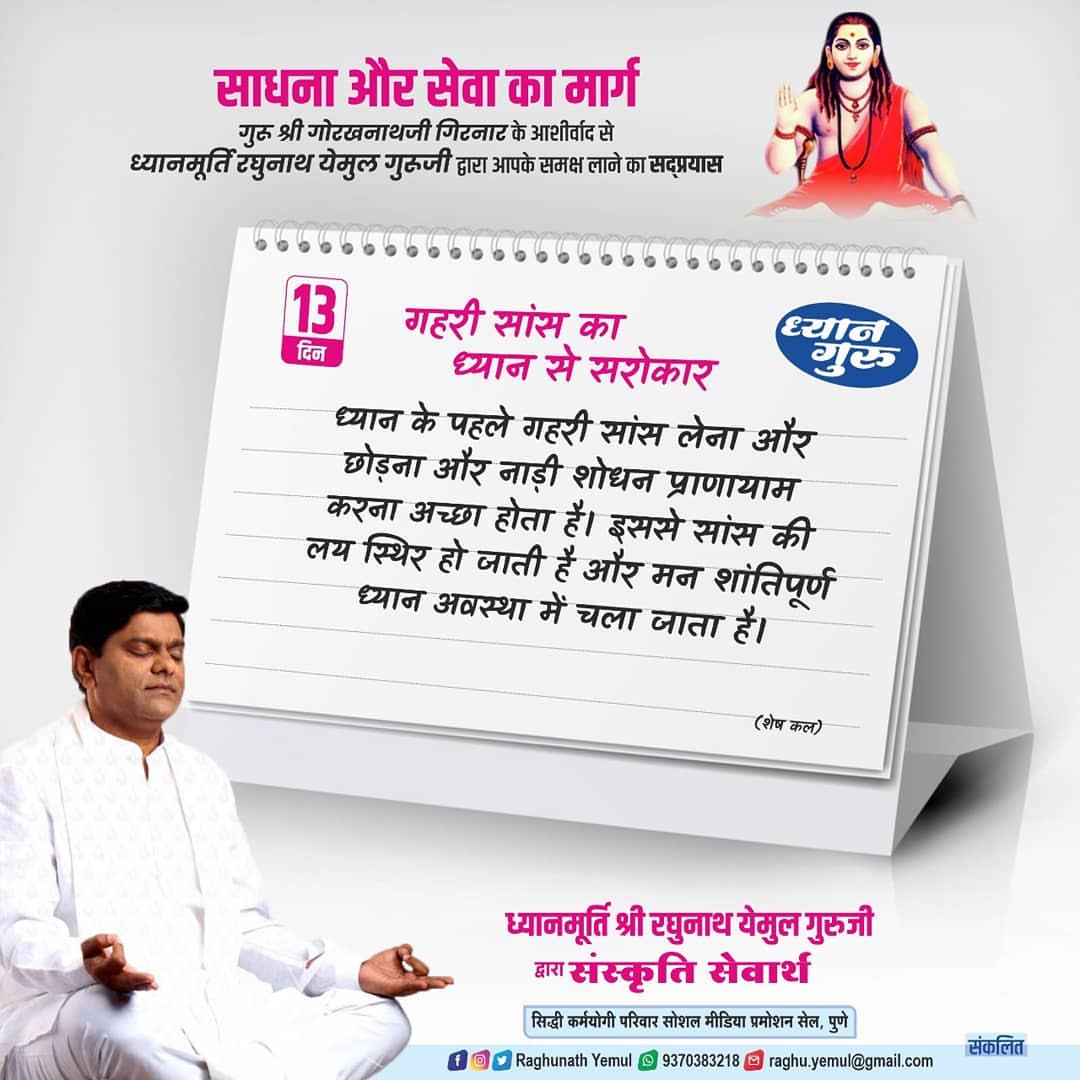 साधना और सेवा का मार्ग
गुरू श्री गोरखनाथजी गिरनार के आशीर्वाद से
ध्यानमूर्ति रघुनाथ येमुल गुरूजी द्वारा आपके समक्ष लाने का सद्प्रयास
13
दिन
गहरी सांस का
ध्यान से सरोकार
ध्यान
गुरू
ध्यान के पहले गहरी सांस लेना और
छोड़ना और नाड़ी शोधन प्राणायाम
करना अच्छा होता है। इससे सांस की
लय स्थिर हो जाती है और मन शांतिपूर्ण
ध्यान अवस्था में चला जाता है।
(शेष कल)
ध्यानमूर्ति श्री रघुनाथ येमुल गुरुजी
द्वारा संस्कृति सेवार्थ
सिद्धी कर्मयोगी परिवार सोशल मीडिया प्रमोशन सेल, पुणे
Raghunath Yemul 9370383218 raghu.yemul@gmail.com
संकलित